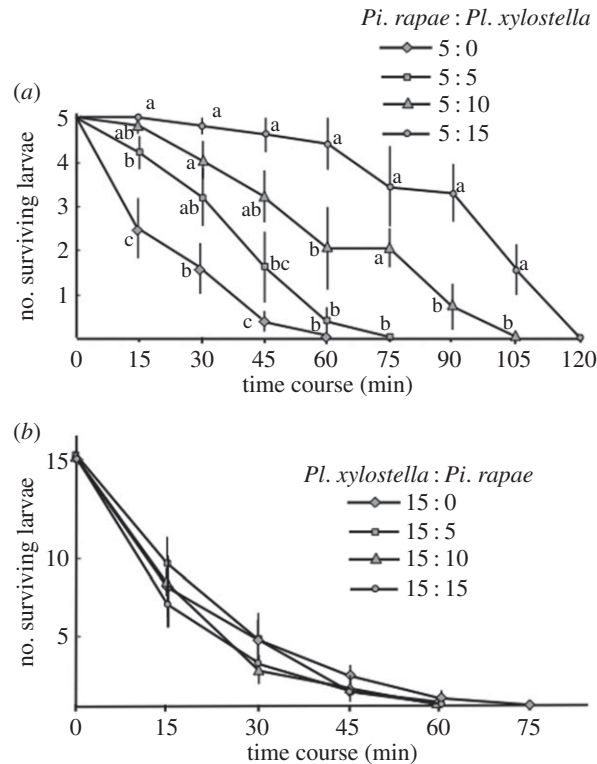 Pi. rapae : Pl. xylostella
5 : 0
5 : 5
5 : 10
5 : 15
(a)
5
4
3
2
1
no. surviving larvae
a
a
a
a
a
a
a
ab
a
ab
b
a
b
b
b
ab
bc
b
b
c
b
c
b
0 15 30 45 60 75 90 105 120
time course (min)
(b)
Pl. xylostella : Pi. rapae
15 : 0
15 : 5
15 : 10
15 : 15
15
10
5
no. surviving larvae
0 15 30 45 60 75
time course (min)